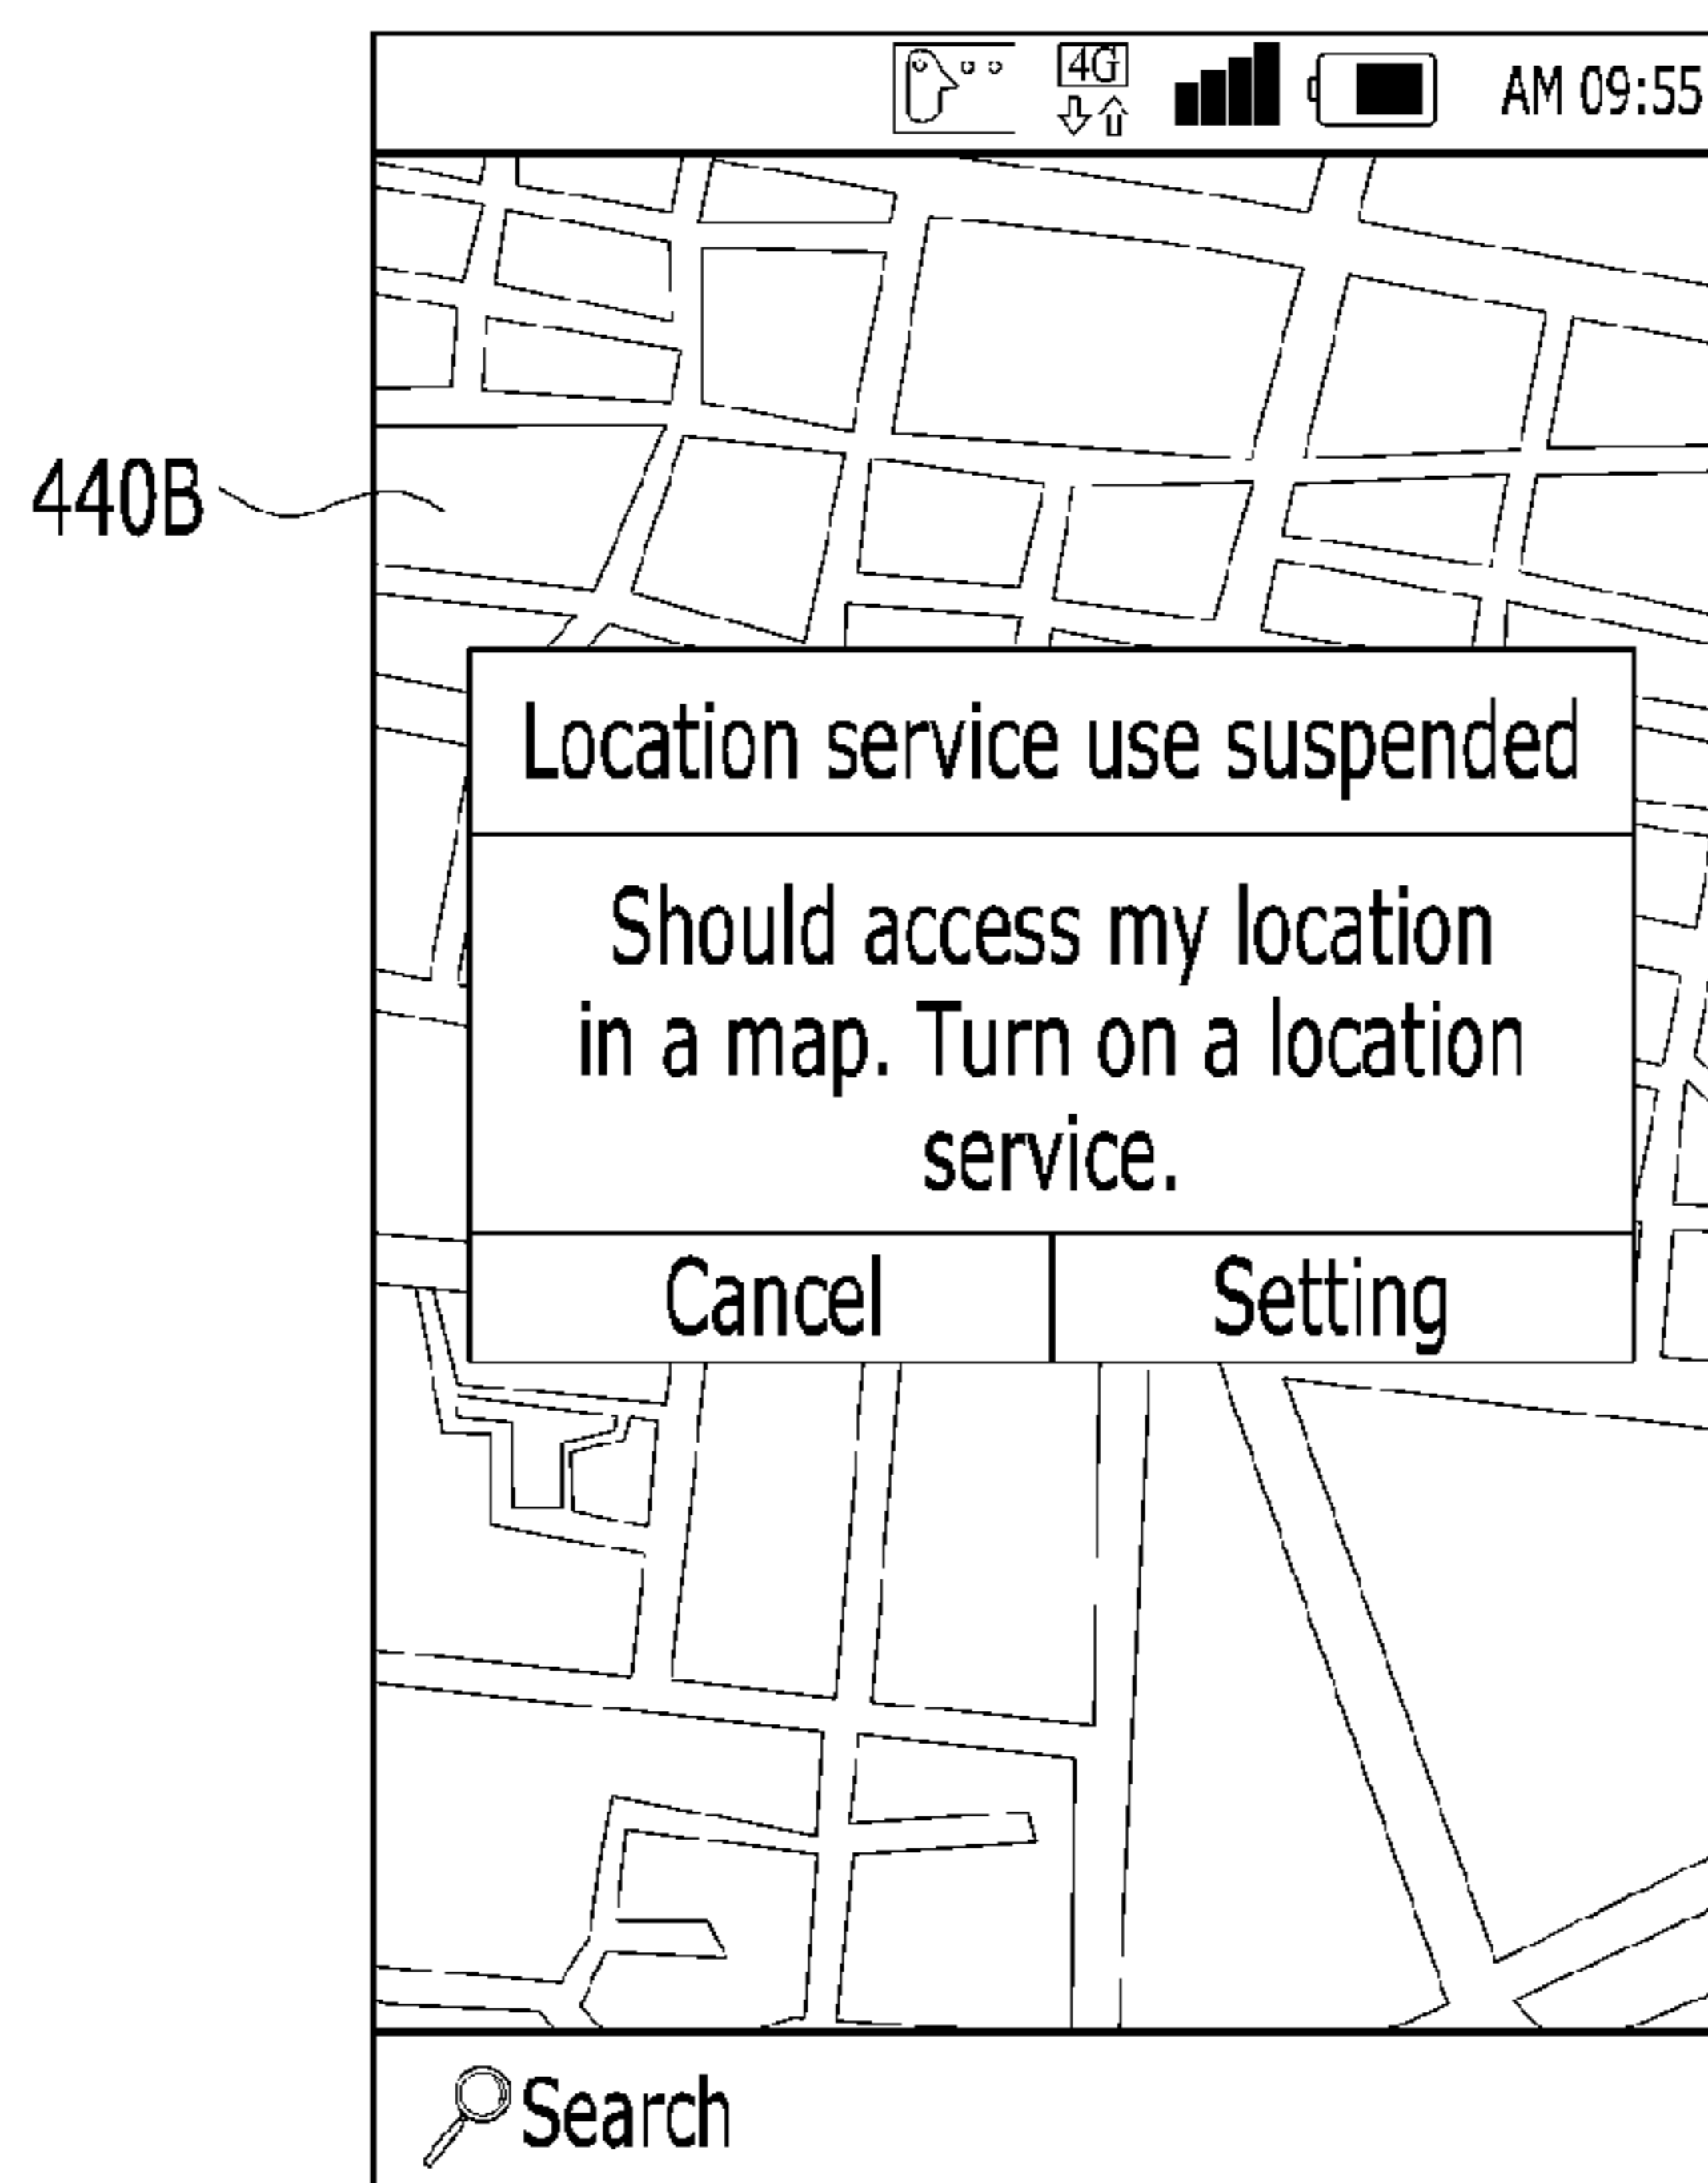 4G
AM 09:55
440B
Location service use suspended
Should access my location
in a map. Turn on a location
service.
Cancel Setting
Search